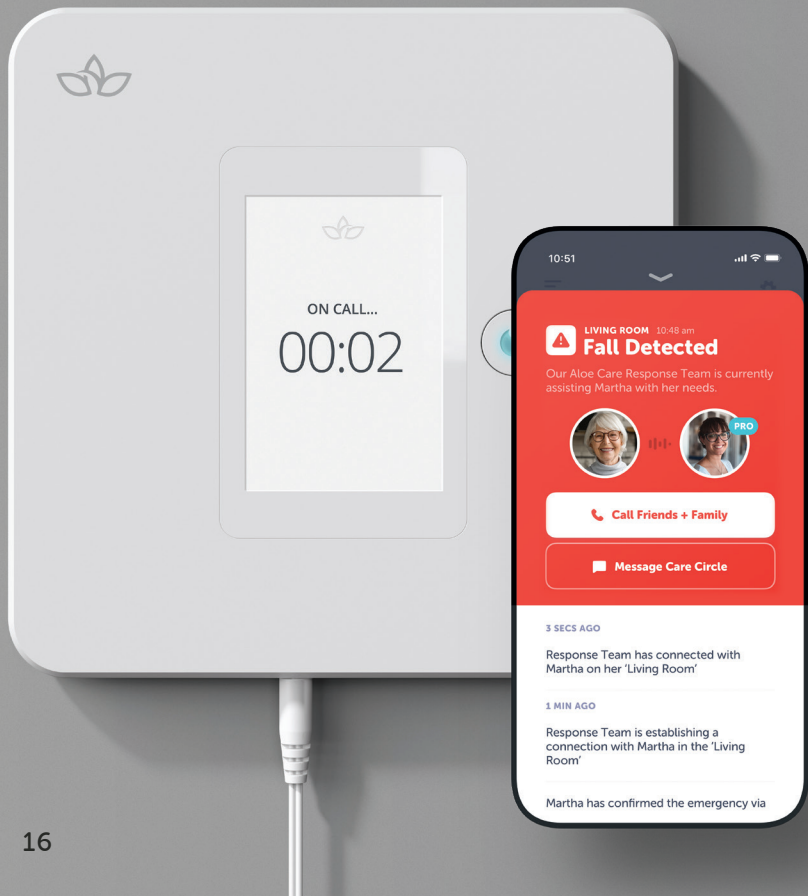 ON CALL...
00:02
10:51
LIVING ROOM 10:48 am
Fall Detected
Our Aloe Care Response Team is currently
assisting Martha with her needs.
PRO
Call Friends + Family
Message Care Circle
3 SECS AGO
Response Team has connected with
Martha on her ‘Living Room’
1 MIN AGO
Response Team is establishing a
connection with Martha in the ‘Living
Room’
Martha has confirmed the emergency via
16